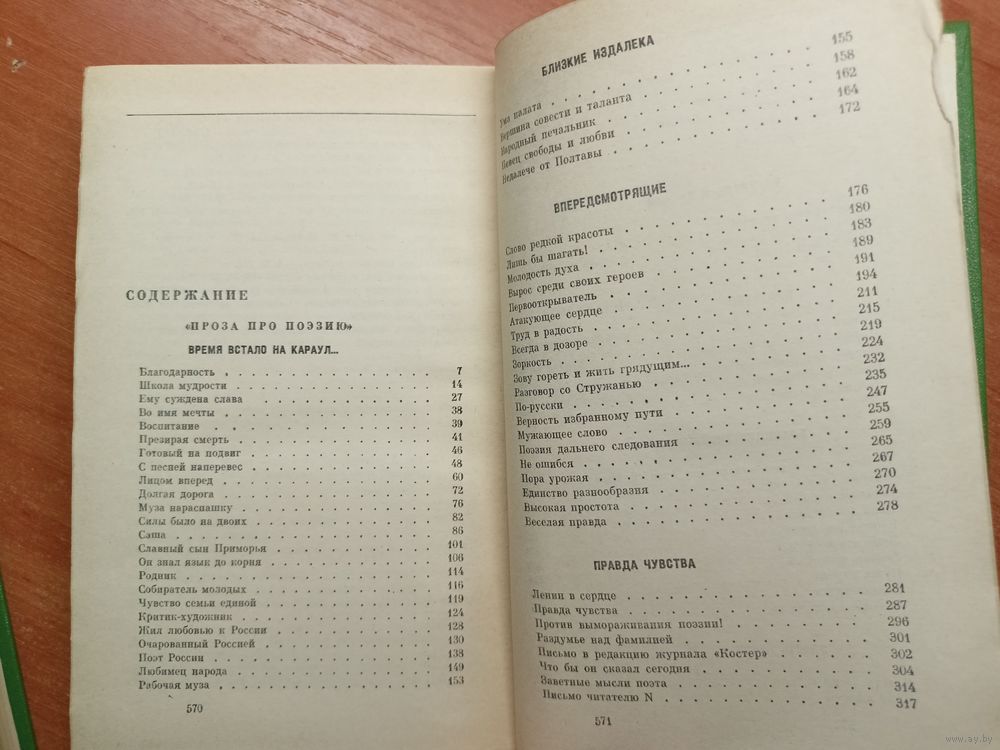 СОДЕРЖАНИЕ
«ПРОЗА ПРО ПОЭЗИЮ»
ВРЕМЯ ВСТАЛО НА КАРАУЛ...
Благодарность . . . . . . . . . . 7
Школа мудрости . . . . . . . . . . 14
Ему суждена слава . . . . . . . . . . 27
Во имя мечты . . . . . . . . . . 38
Воспитание . . . . . . . . . . 39
Презирая смерть . . . . . . . . . . 41
Готовый на подвиг . . . . . . . . . . 46
С песней наперевес . . . . . . . . . . 48
Лицом вперед . . . . . . . . . . 60
Долгая дорога . . . . . . . . . . 72
Муза нараспашку . . . . . . . . . . 76
Силы было на двоих . . . . . . . . . . 82
Сэша . . . . . . . . . . 86
Славный сын Приморья . . . . . . . . . . 101
Он знал язык до корня . . . . . . . . . . 106
Родник . . . . . . . . . . 114
Собиратель молодых . . . . . . . . . . 116
Чувство семьи единой . . . . . . . . . . 119
Критик-художник . . . . . . . . . . 124
Жил любовью к России . . . . . . . . . . 128
Очарованный Россией . . . . . . . . . . 130
Поэт России . . . . . . . . . . 138
Любимец народа . . . . . . . . . . 149
Рабочая муза . . . . . . . . . . 153
570
БЛИЗКИЕ ИЗДАЛЕКА
Ума палата . . . . . . . . . . 155
Вершина совести и таланта . . . . . . . . . . 158
Народный печальник . . . . . . . . . . 162
Певец свободы и любви . . . . . . . . . . 164
Недалече от Полтавы . . . . . . . . . . 172
ВПЕРЕДСМОТРЯЩИЕ
Слово редкой красоты . . . . . . . . . . 176
Лишь бы шагать! . . . . . . . . . . 180
Молодость духа . . . . . . . . . . 183
Вырос среди своих героев . . . . . . . . . . 189
Первооткрыватель . . . . . . . . . . 191
Атакующее сердце . . . . . . . . . . 194
Труд в радость . . . . . . . . . . 211
Всегда в дозоре . . . . . . . . . . 215
Зоркость . . . . . . . . . . 219
Зову гореть и жить грядущим... . . . . . . . . . . 224
Разговор со Стружанью . . . . . . . . . . 232
По-русски . . . . . . . . . . 235
Верность избранному пути . . . . . . . . . . 247
Мужающее слово . . . . . . . . . . 255
Поэзия дальнего следования . . . . . . . . . . 259
Не ошибся . . . . . . . . . . 265
Пора урожая . . . . . . . . . . 267
Единство разнообразия . . . . . . . . . . 270
Высокая простота . . . . . . . . . . 274
Веселая правда . . . . . . . . . . 278
ПРАВДА ЧУВСТВА
Ленин в сердце . . . . . . . . . . 281
Правда чувства . . . . . . . . . . 287
Против вымораживания поэзии! . . . . . . . . . . 296
Раздумье над фамилией . . . . . . . . . . 301
Письмо в редакцию журнала «Костер» . . . . . . . . . . 302
Что бы он сказал сегодня . . . . . . . . . . 304
Заветные мысли поэта . . . . . . . . . . 314
Письмо читателю N . . . . . . . . . . 317
571
www.ay.by